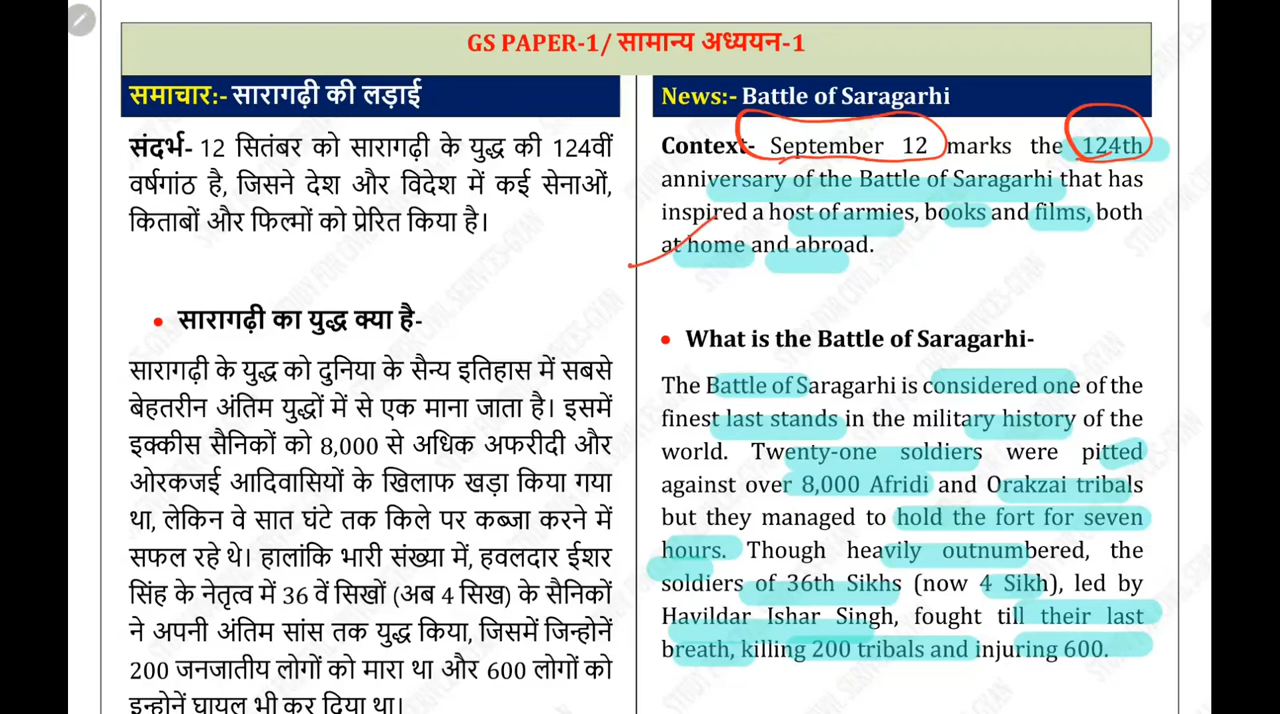 GS PAPER-1/ सामान्य अध्ययन-1
समाचारः- सारागढ़ी की लड़ाई
संदर्भ- 12 सितंबर को सारागढ़ी के युद्ध की 124वीं
वर्षगांठ है, जिसने देश और विदेश में कई सेनाओं,
किताबों और फिल्मों को प्रेरित किया है।
• सारागढ़ी का युद्ध क्या है-
सारागढ़ी के युद्ध को दुनिया के सैन्य इतिहास में सबसे
बेहतरीन अंतिम युद्धों में से एक माना जाता है। इसमें
इक्कीस सैनिकों को 8,000 से अधिक अफरीदी और
ओरकजई आदिवासियों के खिलाफ खड़ा किया गया
था, लेकिन वे सात घंटे तक किले पर कब्जा करने में
सफल रहे थे। हालांकि भारी संख्या में, हवलदार ईशर
सिंह के नेतृत्व में 36 वें सिखों (अब 4 सिख) के सैनिकों
ने अपनी अंतिम सांस तक युद्ध किया, जिसमें जिन्होनें
200 जनजातीय लोगों को मारा था और 600 लोगों को
इन्होनें घायल भी कर दिया था।
News:- Battle of Saragarhi
Context- September 12 marks the 124th
anniversary of the Battle of Saragarhi that has
inspired a host of armies, books and films, both
at home and abroad.
• What is the Battle of Saragarhi-
The Battle of Saragarhi is considered one of the
finest last stands in the military history of the
world. Twenty-one soldiers were pitted
against over 8,000 Afridi and Orakzai tribals
but they managed to hold the fort for seven
hours. Though heavily outnumbered, the
soldiers of 36th Sikhs (now 4 Sikh), led by
Havildar Ishar Singh, fought till their last
breath, killing 200 tribals and injuring 600.